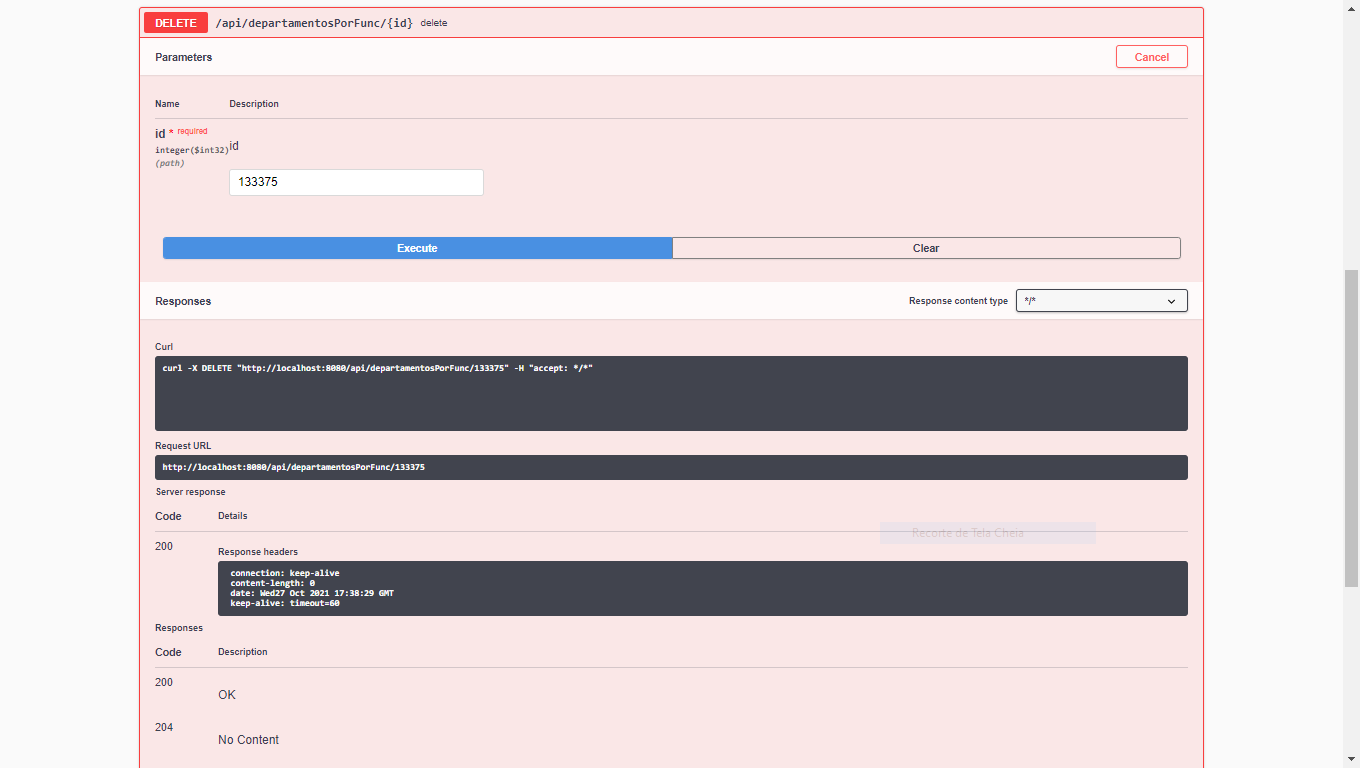 DELETE /api/departamentosPorFunc/{id} delete
Parameters
Cancel
Name Description
id * required
integer($int32)
(path)
id
133375
Execute
Clear
Responses
Response content type */*
Curl
curl -X DELETE "http://localhost:8080/api/departamentosPorFunc/133375" -H "accept: */*"
Request URL
http://localhost:8080/api/departamentosPorFunc/133375
Server response
Code Details
Recorte de Tela Cheia
200
Response headers
connection: keep-alive
content-length: 0
date: Wed27 Oct 2021 17:38:29 GMT
keep-alive: timeout=60
Responses
Code Description
200
OK
204
No Content